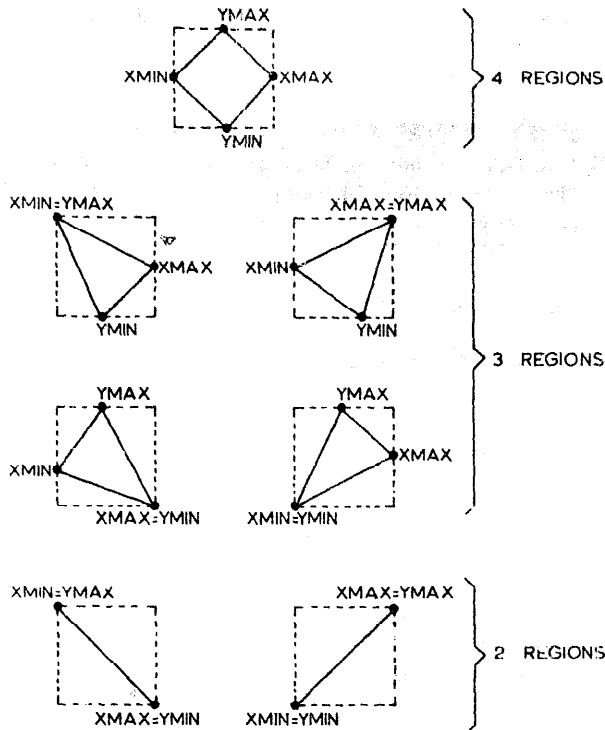 YMAX
XMIN XMAX
YMIN
4 REGIONS
XMIN=YMAX
XMAX
YMIN
XMAX=YMAX
XMIN
YMIN
YMAX
XMIN
XMAX=YMIN
YMAX
XMAX
XMIN=YMIN
3 REGIONS
XMIN=YMAX
XMAX=YMIN
XMAX=YMAX
XMIN=YMIN
2 REGIONS